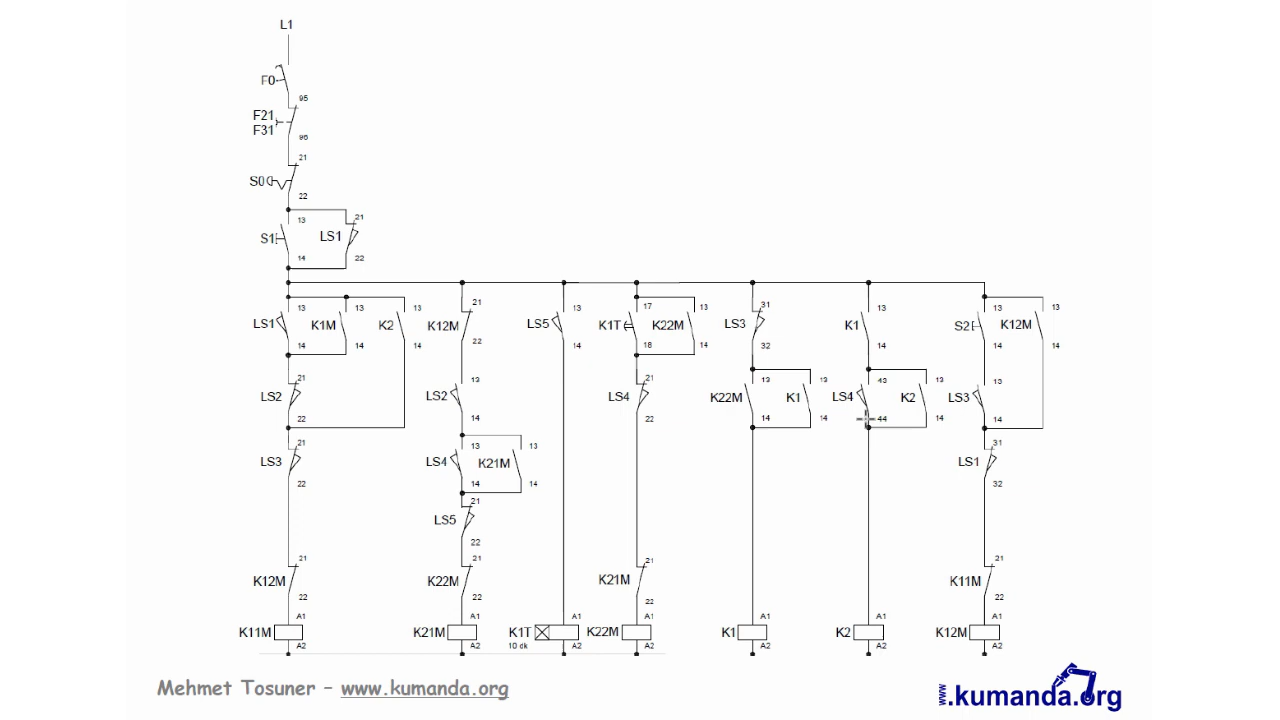 L1
F0
95
F21
F31
96
21
S0
22
13
21
S1
LS1
14
22
13
13
13
21
13
17
13
31
13
13
13
LS1
K1M
K2
K12M
LS5
K1T
K22M
LS3
K1
S2
K12M
14
14
14
22
14
18
14
32
14
14
14
21
13
21
13
13
43
13
13
LS2
LS2
LS4
K22M
K1
LS4
K2
LS3
22
14
22
14
14
44
14
14
21
13
13
31
LS3
LS4
K21M
LS1
22
14
14
32
21
LS5
22
21
21
21
21
K12M
K22M
K21M
K11M
22
22
22
22
A1
A1
A1
A1
A1
A1
A1
K11M
K21M
K1T
K22M
K1
K2
K12M
A2
A2
10 dk
A2
A2
A2
A2
A2
Mehmet Tosuner – www.kumanda.org
www.kumanda.org